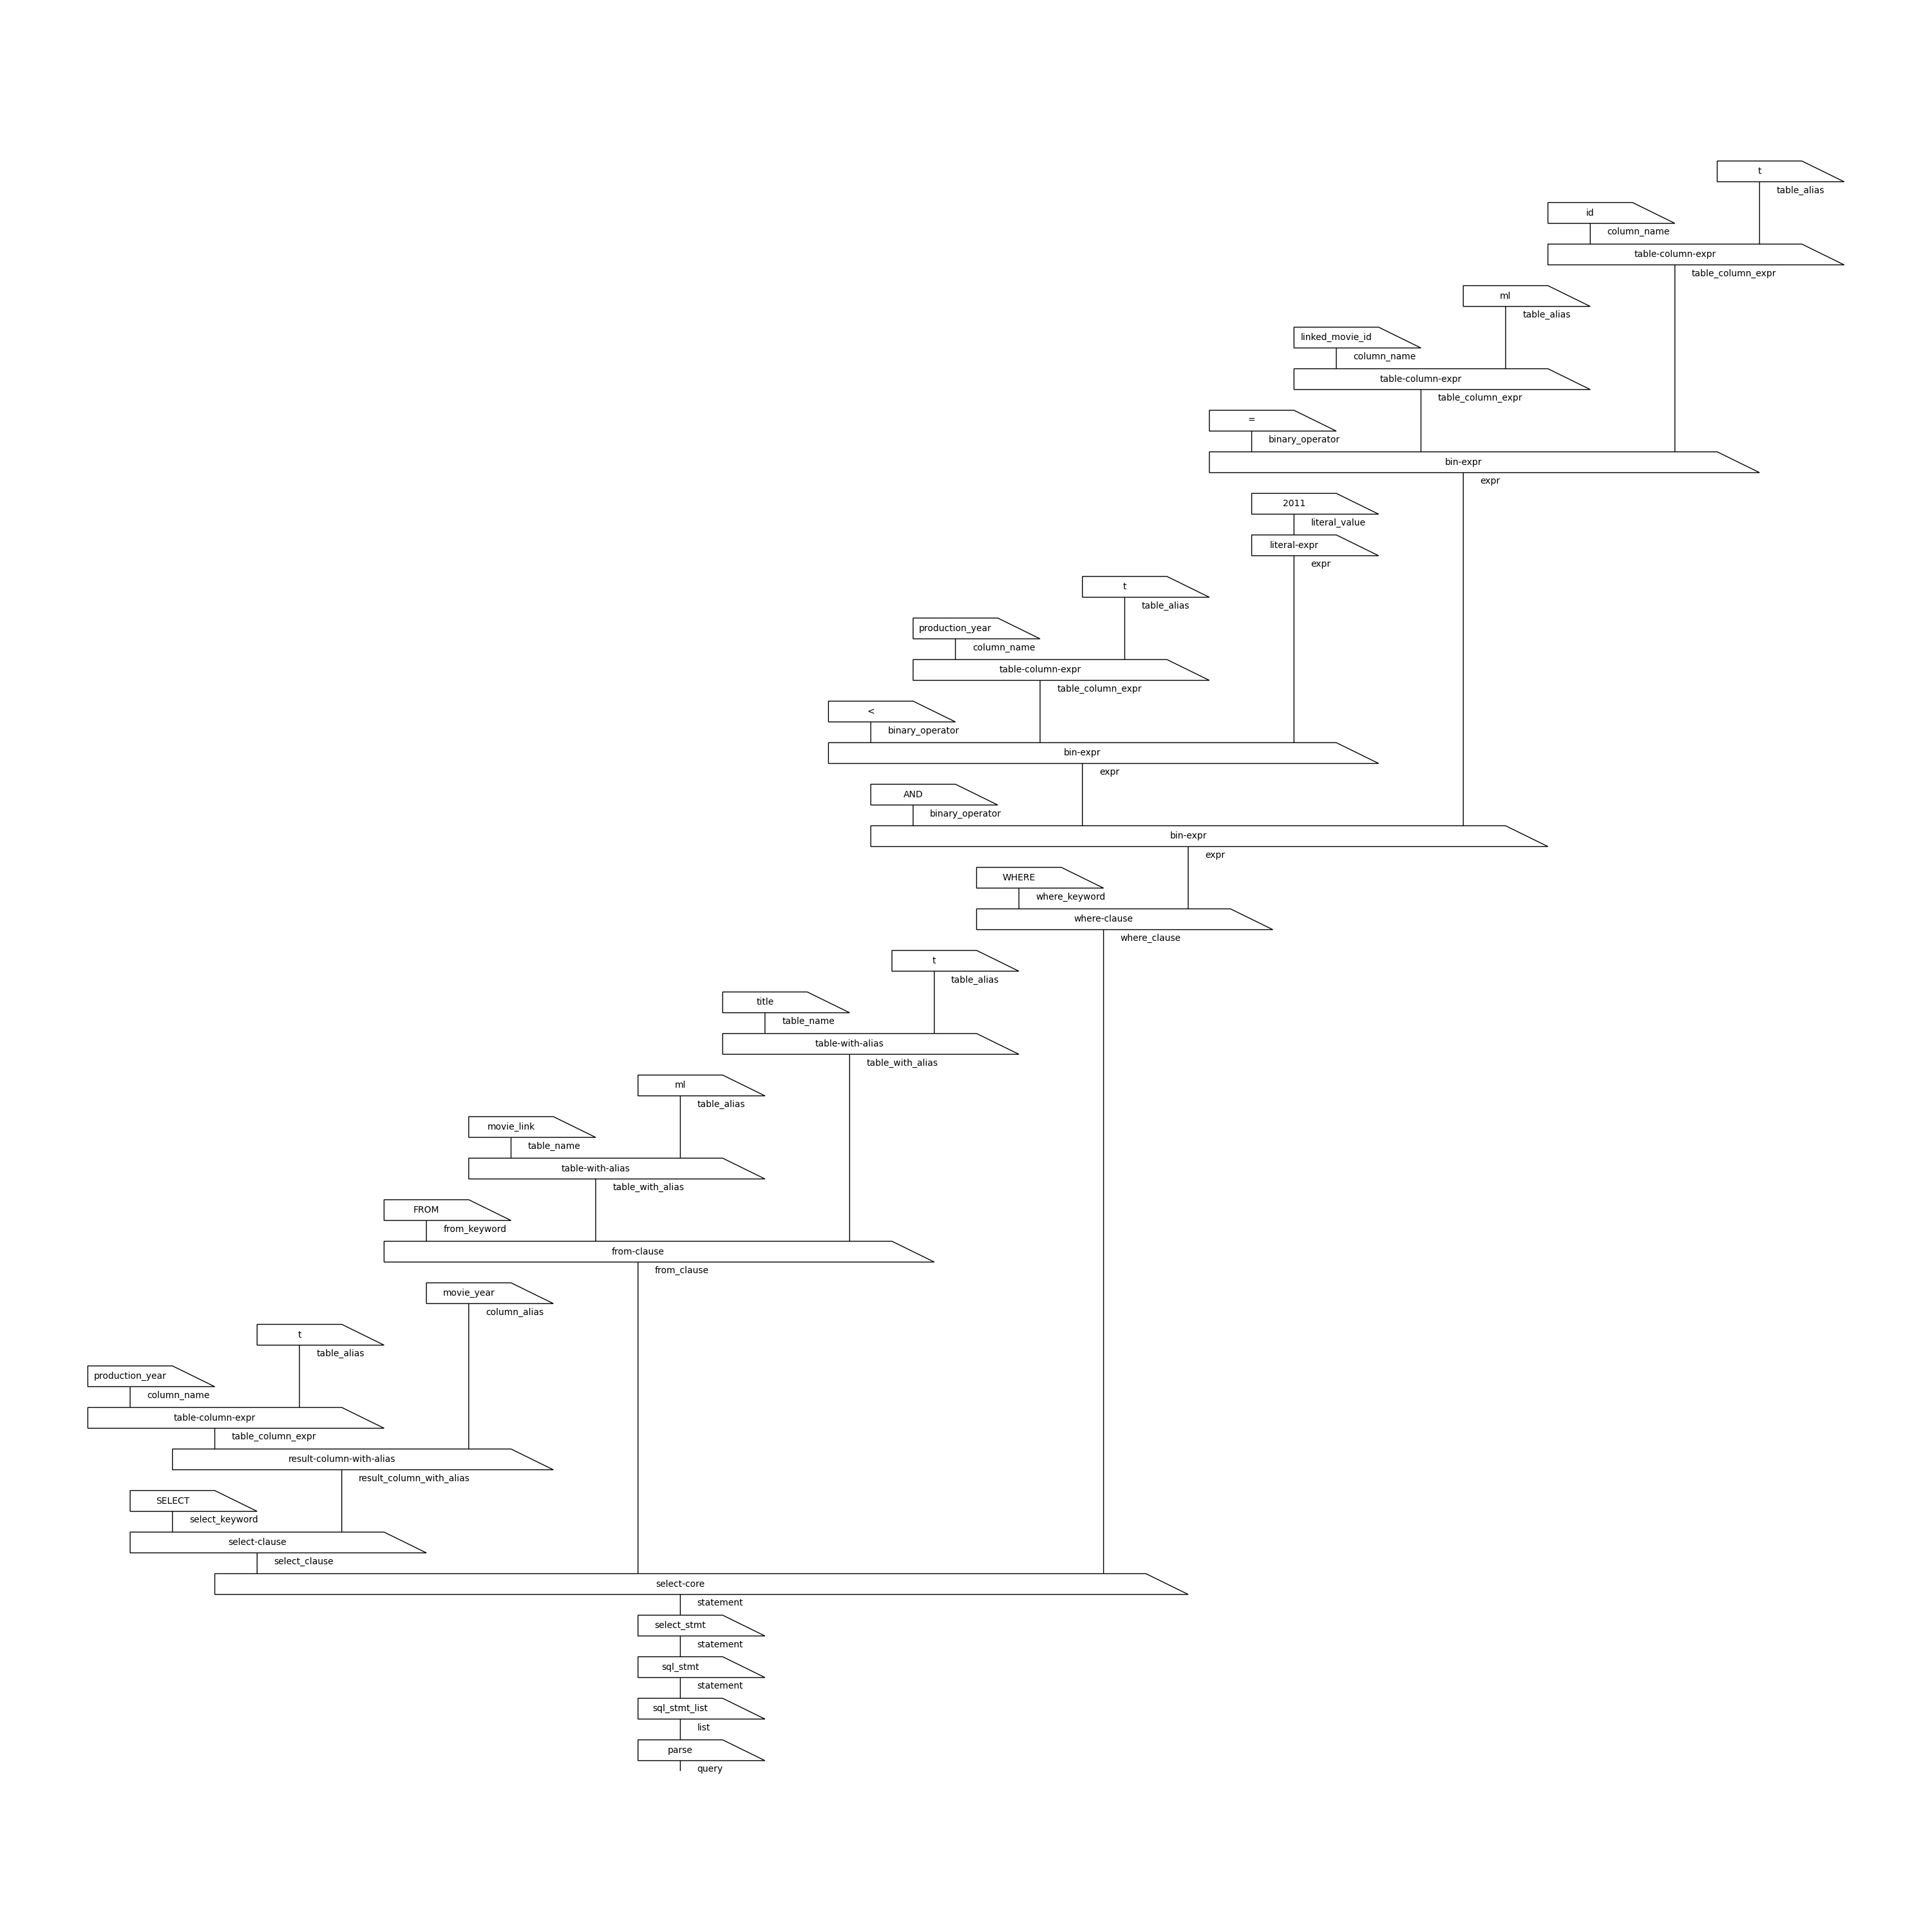 t
table_alias
id
column_name
table-column-expr
table_column_expr
ml
table_alias
linked_movie_id
column_name
table-column-expr
table_column_expr
=
binary_operator
bin-expr
expr
2011
literal_value
literal-expr
expr
t
table_alias
production_year
column_name
table-column-expr
table_column_expr
<
binary_operator
bin-expr
expr
AND
binary_operator
bin-expr
expr
WHERE
where_keyword
where-clause
where_clause
t
table_alias
title
table_name
table-with-alias
table_with_alias
ml
table_alias
movie_link
table_name
table-with-alias
table_with_alias
FROM
from_keyword
from-clause
from_clause
movie_year
column_alias
t
table_alias
production_year
column_name
table-column-expr
table_column_expr
result-column-with-alias
result_column_with_alias
SELECT
select_keyword
select-clause
select_clause
select-core
statement
select_stmt
statement
sql_stmt
statement
sql_stmt_list
list
parse
query